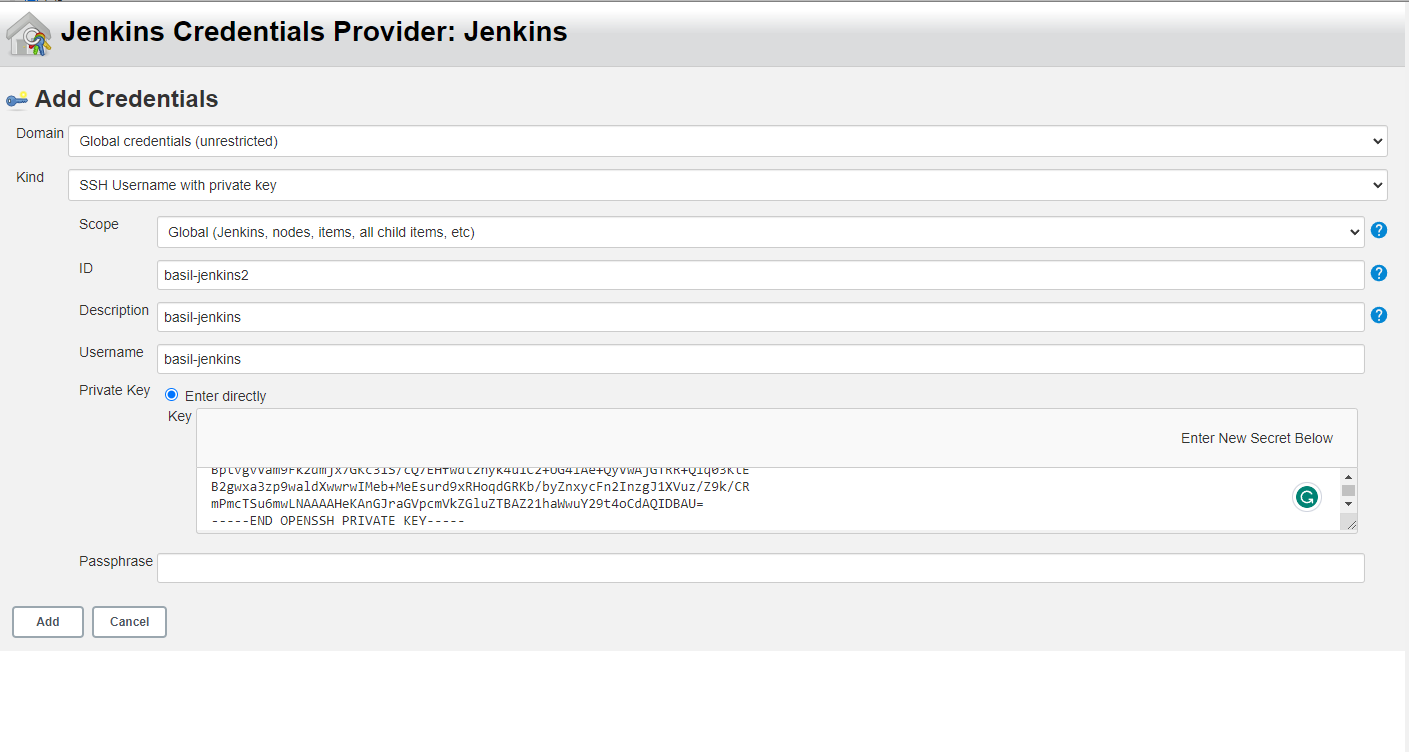 Jenkins Credentials Provider: Jenkins
Add Credentials
Domain
Global credentials (unrestricted)
Kind
SSH Username with private key
Scope
Global (Jenkins, nodes, items, all child items, etc)
?
ID
basil-jenkins2
?
Description
basil-jenkins
?
Username
basil-jenkins
Private Key
Enter directly
Key
Enter New Secret Below
B2gwxa3zp9waldXwwrwIMeb+MeEsurd9xRHoqdGRKb/byZnxycFn2InzgJ1XVuz/Z9k/CR
mPmcTSu6mwLNAAAAHeKAnGJraGVpcmVkZGluZTBAZ21haWwuY29t4oCdAQIDBAU=
-----END OPENSSH PRIVATE KEY-----
Passphrase
Add Cancel